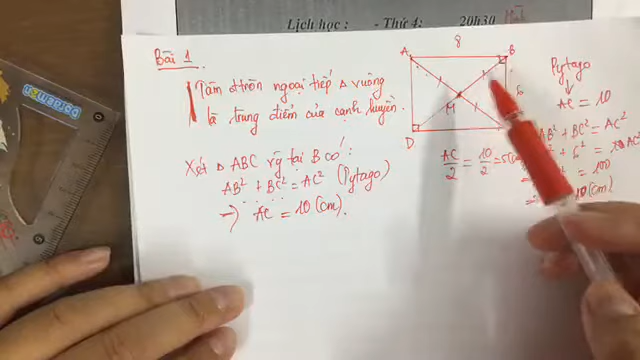 Lịch học : - Thứ 4: 20h30
Bài 1
Tâm đtròn ngoại tiếp Δ vuông
là trung điểm của cạnh huyền.
Xét Δ ABC vg tại B có:
AB² + BC² = AC² (Pytago)
→ AC = 10 (cm).
A 8 B
M
D
AC/2 = 10/2 = 5
Pytago
↓
AC = 10
AB² + BC² = AC²
= 100
10 (cm)